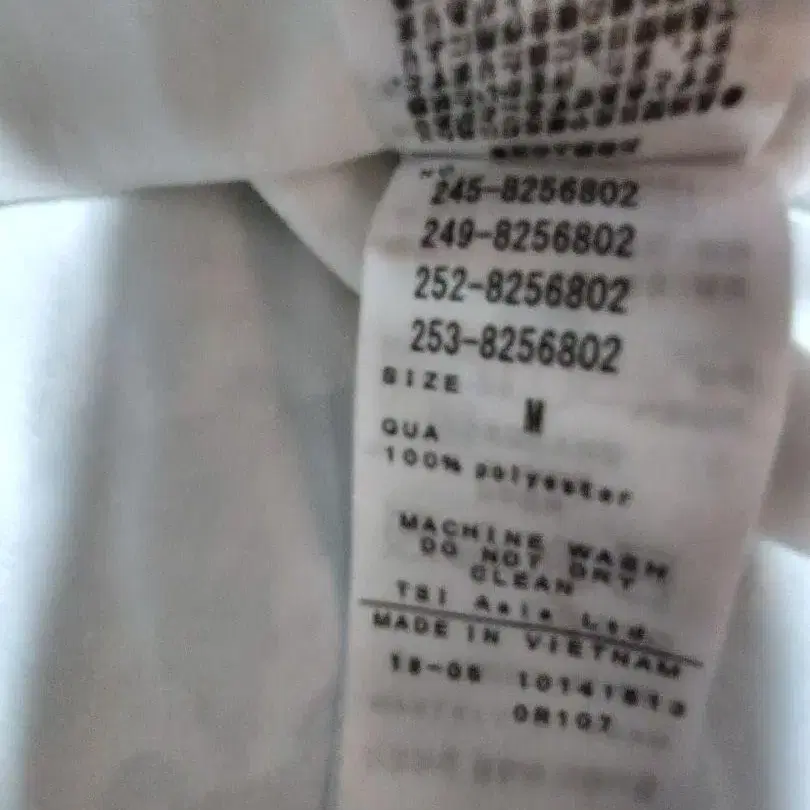 245-8256802
249-8256802
252-8256802
253-8256802
SIZE
M
QUA
100% polyester
MACHINE WASH
DO NOT DRY
CLEAN
TSI Asia Ltd.
MADE IN VIETNAM
18-05
0R107